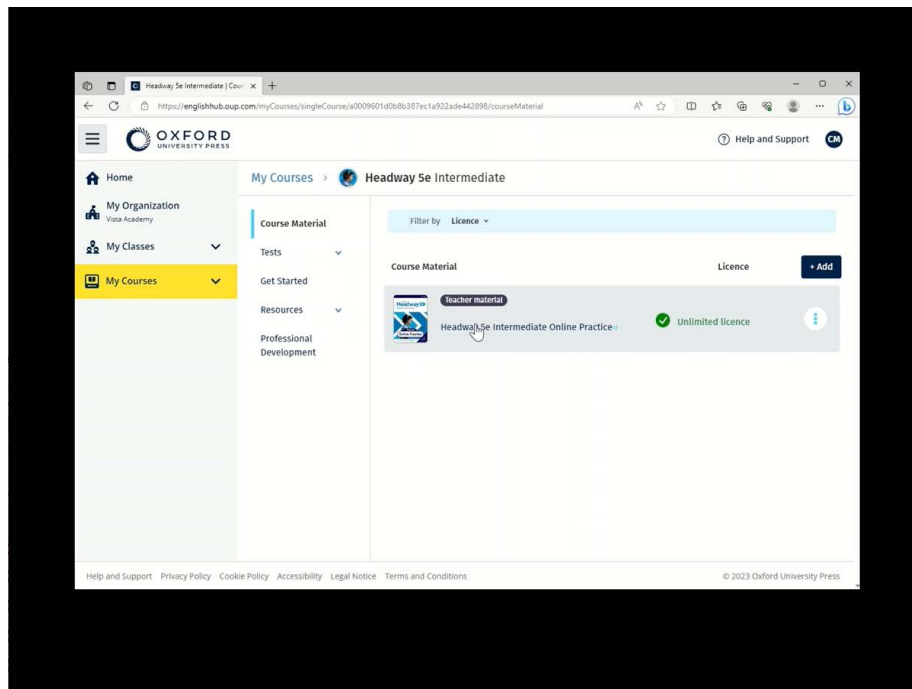 Headway 5e Intermediate | Cour
https://englishhub.oup.com/myCourses/singleCourse/a0009601d0b8b387ec1a922ade442898/courseMaterial
OXFORD
UNIVERSITY PRESS
Help and Support
CM
Home
My Organization
Vista Academy
My Classes
My Courses
My Courses > Headway 5e Intermediate
Course Material
Tests
Get Started
Resources
Professional
Development
Filter by Licence
Course Material Licence + Add
Teacher material
Headway 5e Intermediate Online Practice
Unlimited licence
Help and Support Privacy Policy Cookie Policy Accessibility Legal Notice Terms and Conditions © 2023 Oxford University Press